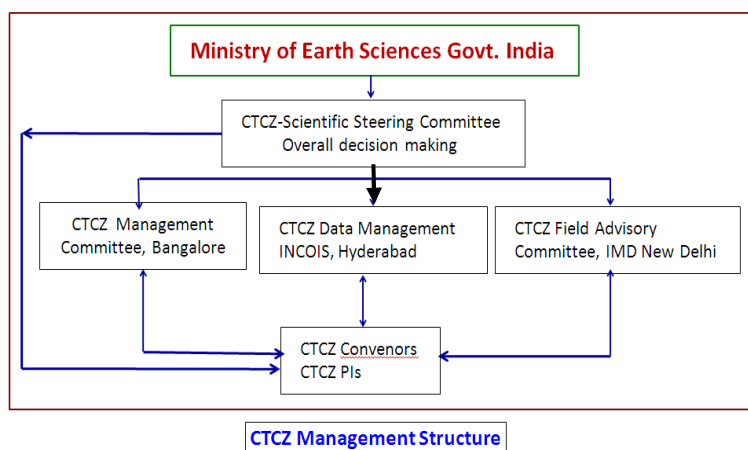 Ministry of Earth Sciences Govt. India
CTCZ-Scientific Steering Committee
Overall decision making
CTCZ Management
Committee, Bangalore
CTCZ Data Management
INCOIS, Hyderabad
CTCZ Field Advisory
Committee, IMD New Delhi
CTCZ Convenors
CTCZ PIs
CTCZ Management Structure